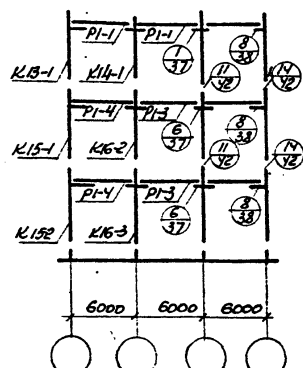 Р1-1 Р1-1 8
К13-1 К14-1 1 38
37 11 14
42 42
Р1-4 Р1-3 8
К15-1 К16-2 6 38
37 11 14
42 42
Р1-4 Р1-3 8
К152 К16-3 6 38
37
6000 6000 6000